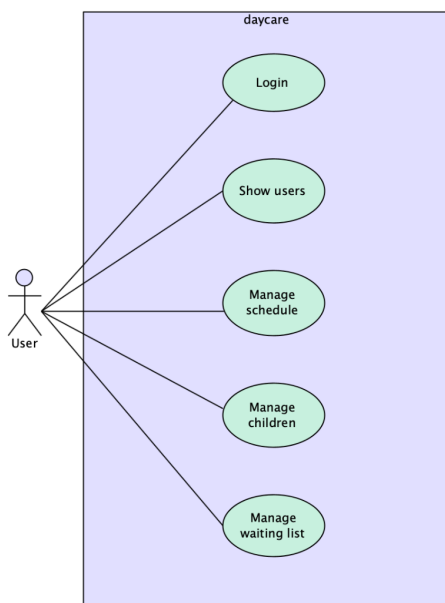 daycare
Login
Show users
Manage
schedule
User
Manage
children
Manage
waiting list